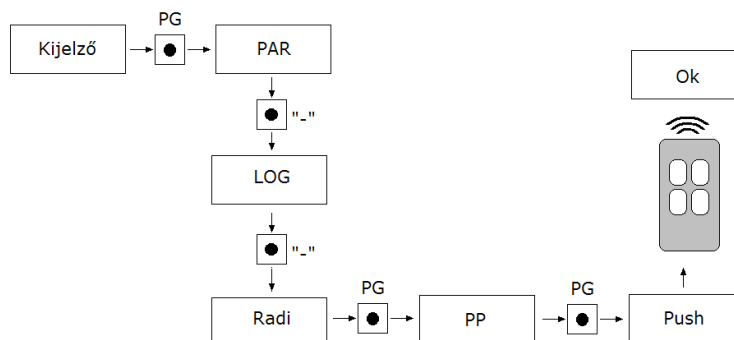 PG
Kijelző
PAR
Ok
"-"
LOG
"-"
PG
PG
Radi
PP
Push